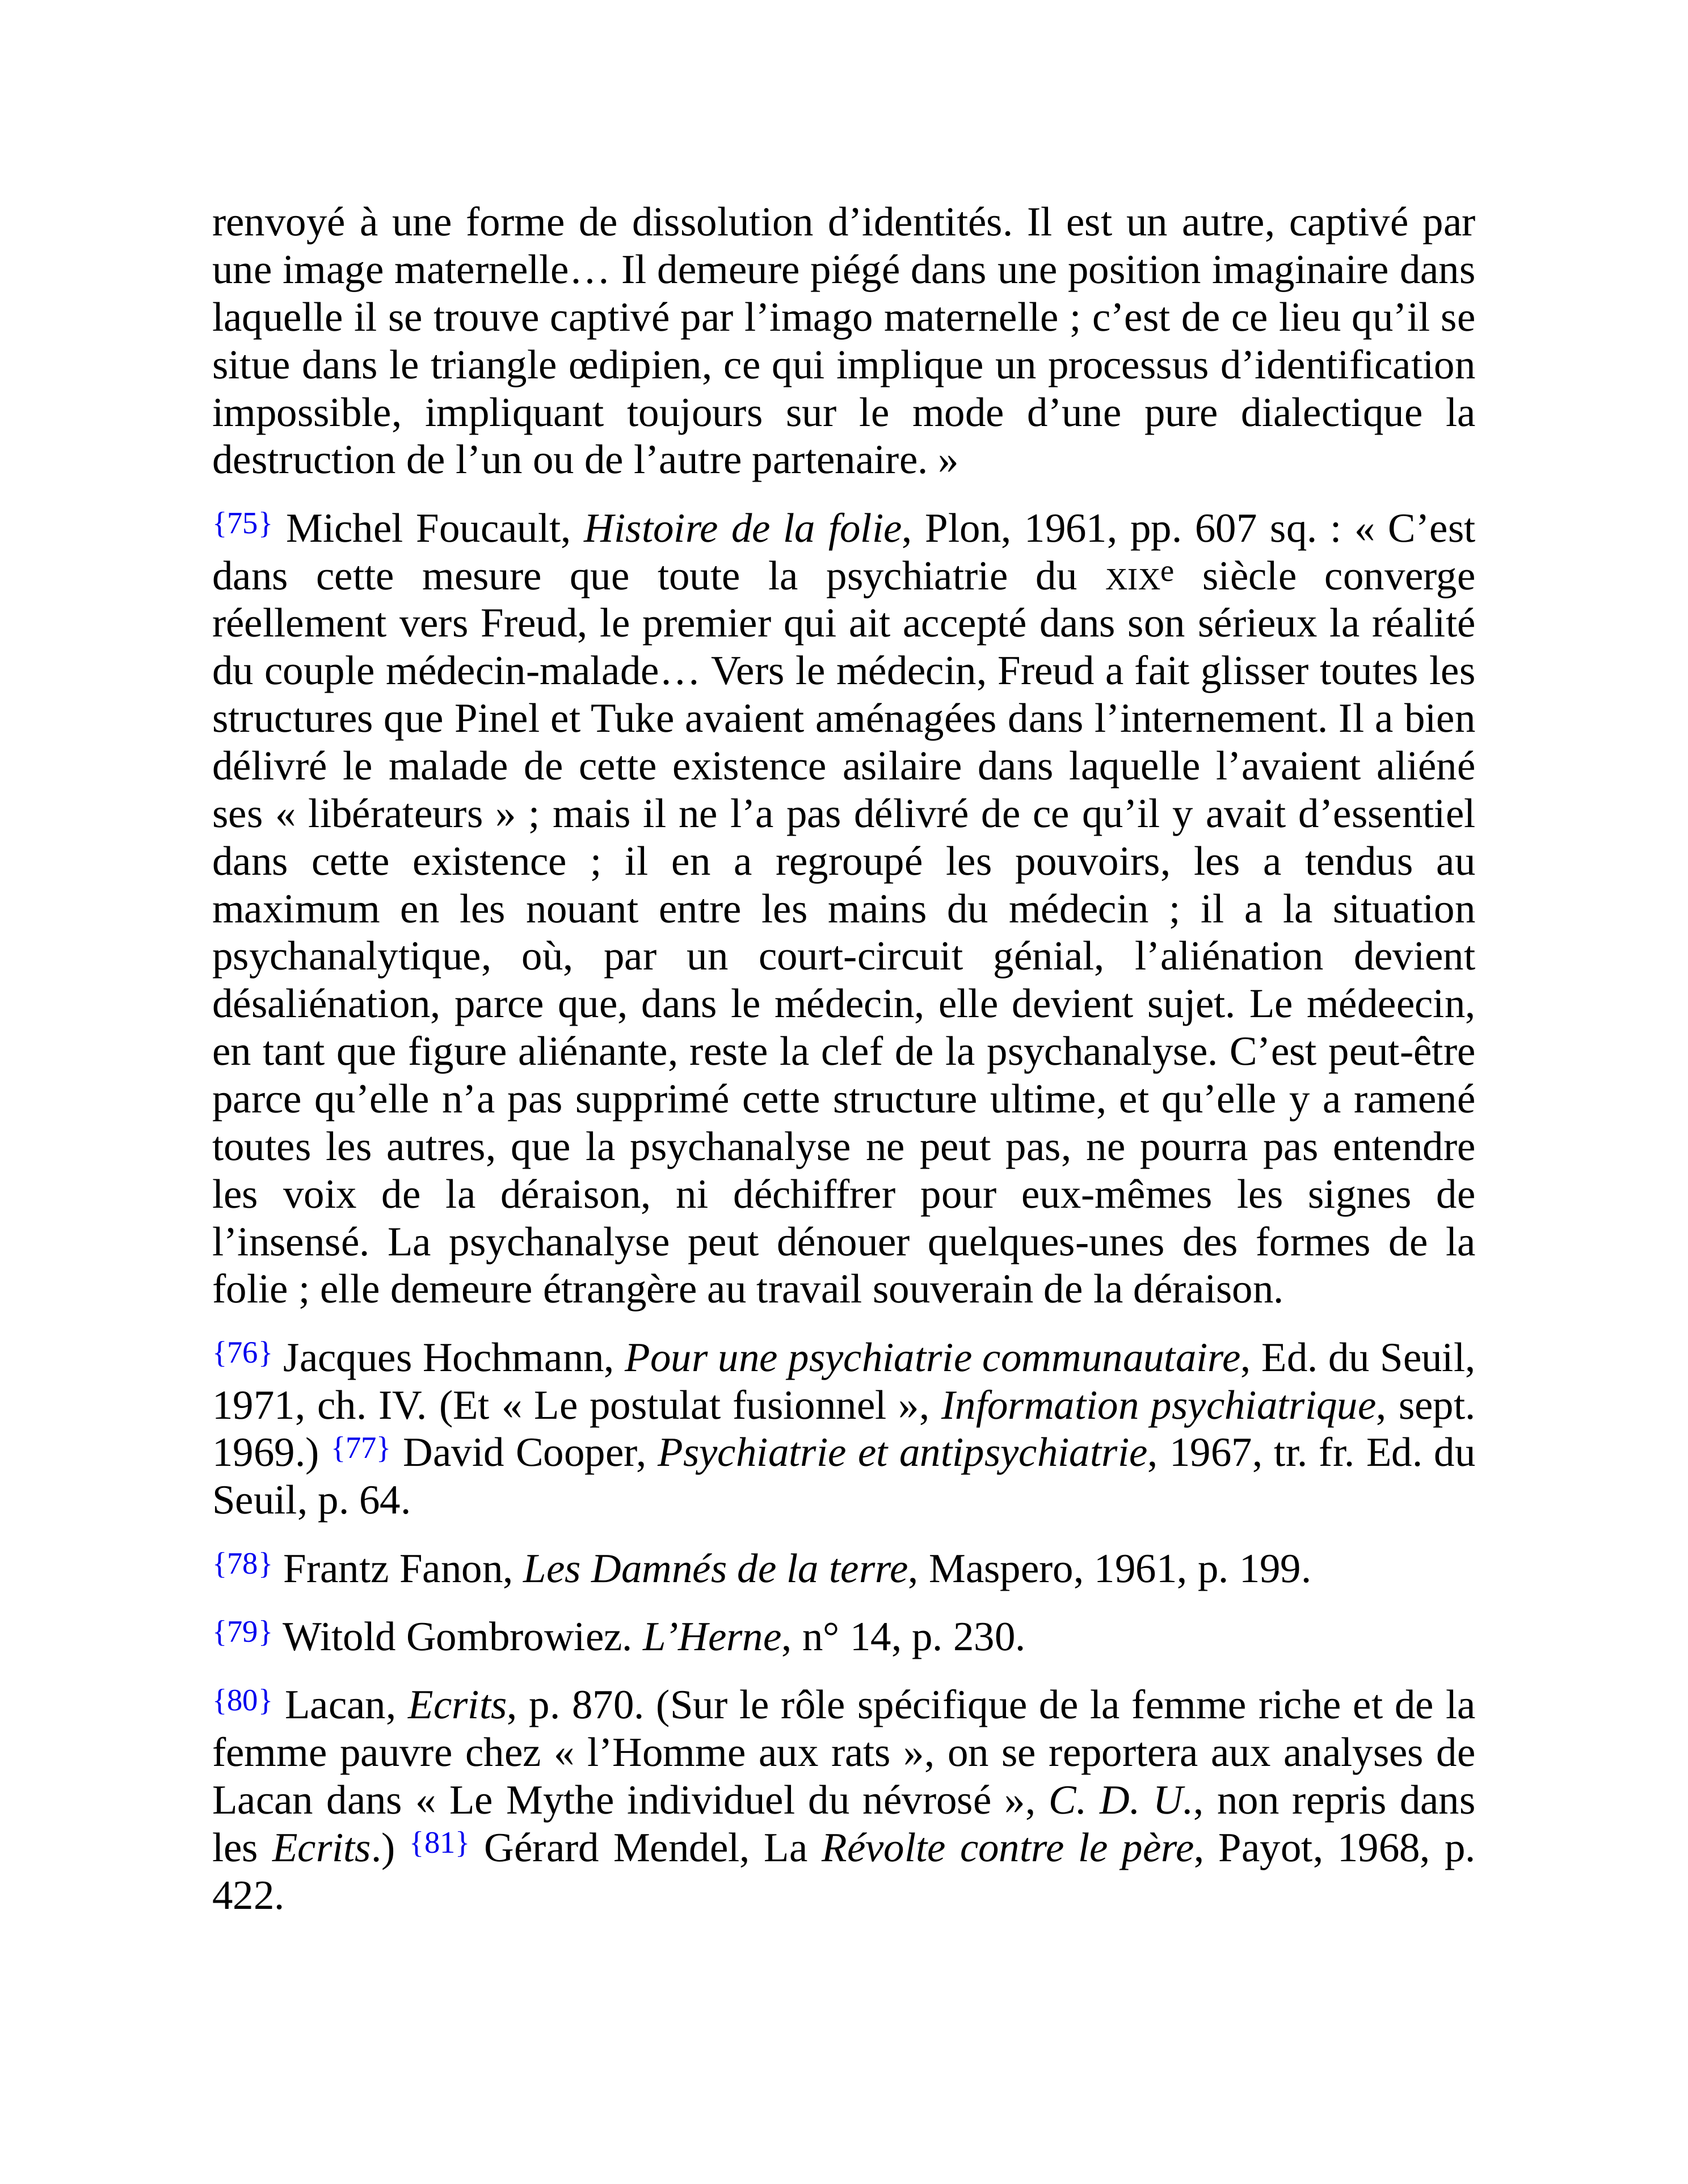 renvoyé à une forme de dissolution d’identités. Il est un autre, captivé par
une image maternelle… Il demeure piégé dans une position imaginaire dans
laquelle il se trouve captivé par l’imago maternelle ; c’est de ce lieu qu’il se
situe dans le triangle œdipien, ce qui implique un processus d’identification
impossible, impliquant toujours sur le mode d’une pure dialectique la
destruction de l’un ou de l’autre partenaire. »
{75} Michel Foucault, Histoire de la folie, Plon, 1961, pp. 607 sq. : « C’est
dans cette mesure que toute la psychiatrie du XIXe siècle converge
réellement vers Freud, le premier qui ait accepté dans son sérieux la réalité
du couple médecin-malade… Vers le médecin, Freud a fait glisser toutes les
structures que Pinel et Tuke avaient aménagées dans l’internement. Il a bien
délivré le malade de cette existence asilaire dans laquelle l’avaient aliéné
ses « libérateurs » ; mais il ne l’a pas délivré de ce qu’il y avait d’essentiel
dans cette existence ; il en a regroupé les pouvoirs, les a tendus au
maximum en les nouant entre les mains du médecin ; il a la situation
psychanalytique, où, par un court-circuit génial, l’aliénation devient
désaliénation, parce que, dans le médecin, elle devient sujet. Le médeecin,
en tant que figure aliénante, reste la clef de la psychanalyse. C’est peut-être
parce qu’elle n’a pas supprimé cette structure ultime, et qu’elle y a ramené
toutes les autres, que la psychanalyse ne peut pas, ne pourra pas entendre
les voix de la déraison, ni déchiffrer pour eux-mêmes les signes de
l’insensé. La psychanalyse peut dénouer quelques-unes des formes de la
folie ; elle demeure étrangère au travail souverain de la déraison.
{76} Jacques Hochmann, Pour une psychiatrie communautaire, Ed. du Seuil,
1971, ch. IV. (Et « Le postulat fusionnel », Information psychiatrique, sept.
1969.) {77} David Cooper, Psychiatrie et antipsychiatrie, 1967, tr. fr. Ed. du
Seuil, p. 64.
{78} Frantz Fanon, Les Damnés de la terre, Maspero, 1961, p. 199.
{79} Witold Gombrowiez. L’Herne, n° 14, p. 230.
{80} Lacan, Ecrits, p. 870. (Sur le rôle spécifique de la femme riche et de la
femme pauvre chez « l’Homme aux rats », on se reportera aux analyses de
Lacan dans « Le Mythe individuel du névrosé », C. D. U., non repris dans
les Ecrits.) {81} Gérard Mendel, La Révolte contre le père, Payot, 1968, p.
422.